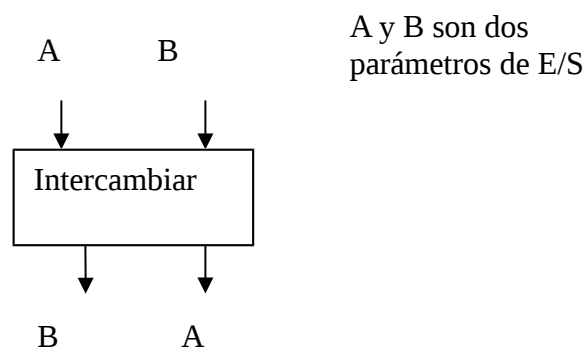 A B
A y B son dos
parámetros de E/S
Intercambiar
B A